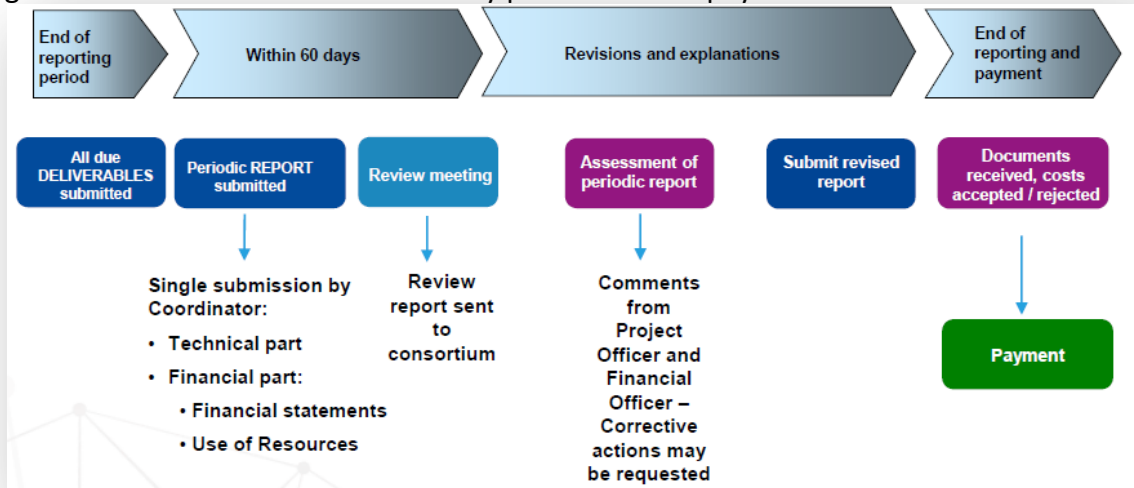 End of
reporting
period
Within 60 days
Revisions and explanations
End of
reporting and
payment
All due
DELIVERABLES
submitted
Periodic REPORT
submitted
Review meeting
Assessment of
periodic report
Submit revised
report
Documents
received, costs
accepted / rejected
Single submission by
Coordinator:
• Technical part
• Financial part:
• Financial statements
• Use of Resources
Review
report sent
to
consortium
Comments
from
Project
Officer and
Financial
Officer –
Corrective
actions may
be requested
Payment